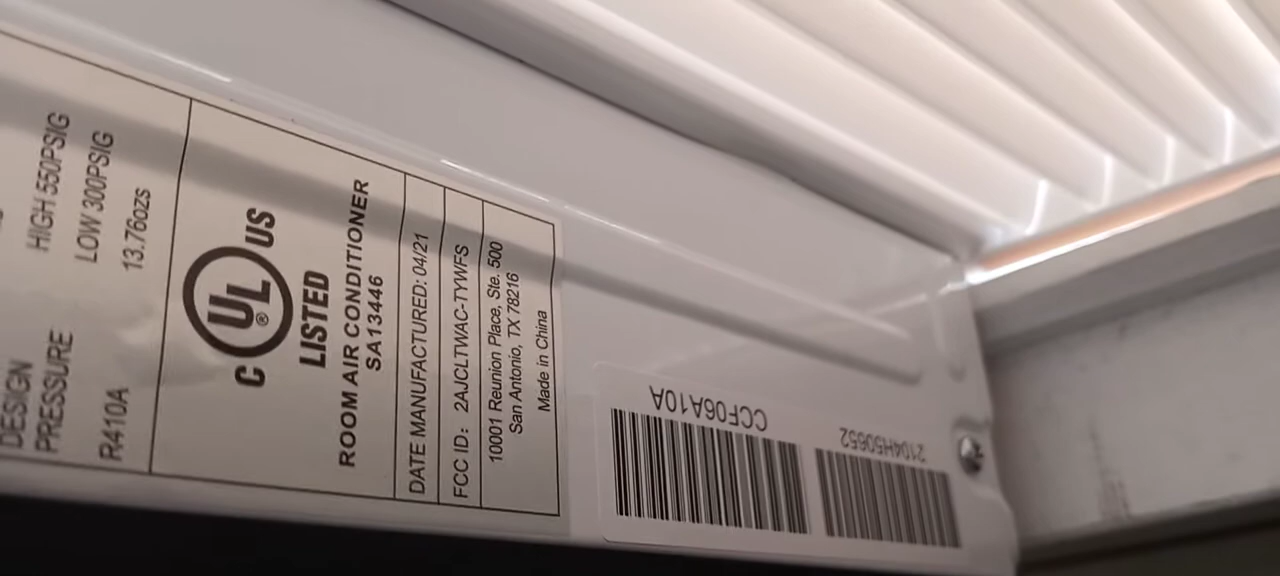 DESIGN
PRESSURE
HIGH 550PSIG
LOW 300PSIG
R410A
13.76ozs
C UL US
®
LISTED
ROOM AIR CONDITIONER
SA13446
DATE MANUFACTURED: 04/21
FCC ID: 2AJCLTWAC-TYWFS
10001 Reunion Place, Ste. 500
San Antonio, TX 78216
Made in China
CCF06A10A
2104H50652